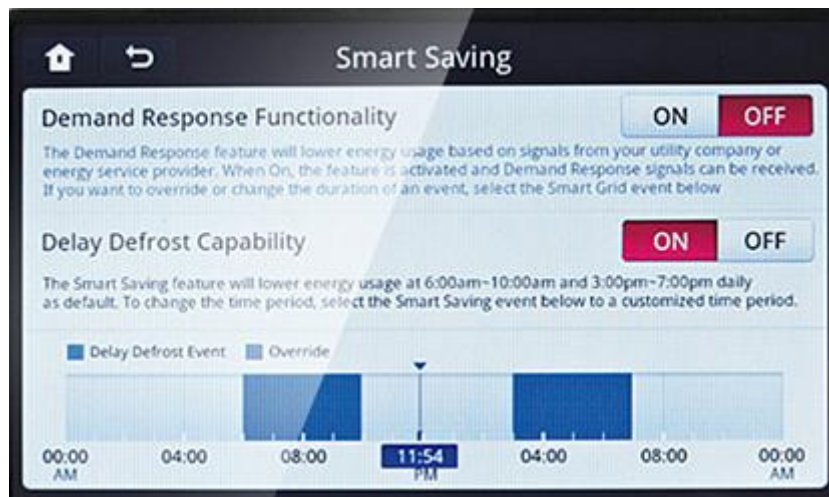 Smart Saving
Demand Response Functionality
ON OFF
The Demand Response feature will lower energy usage based on signals from your utility company or
energy service provider. When On, the feature is activated and Demand Response signals can be received.
If you want to override or change the duration of an event, select the Smart Grid event below
Delay Defrost Capability
ON OFF
The Smart Saving feature will lower energy usage at 6:00am~10:00am and 3:00pm~7:00pm daily
as default. To change the time period, select the Smart Saving event below to a customized time period.
Delay Defrost Event Override
00:00 04:00 08:00 11:54 04:00 08:00 00:00
AM PM AM